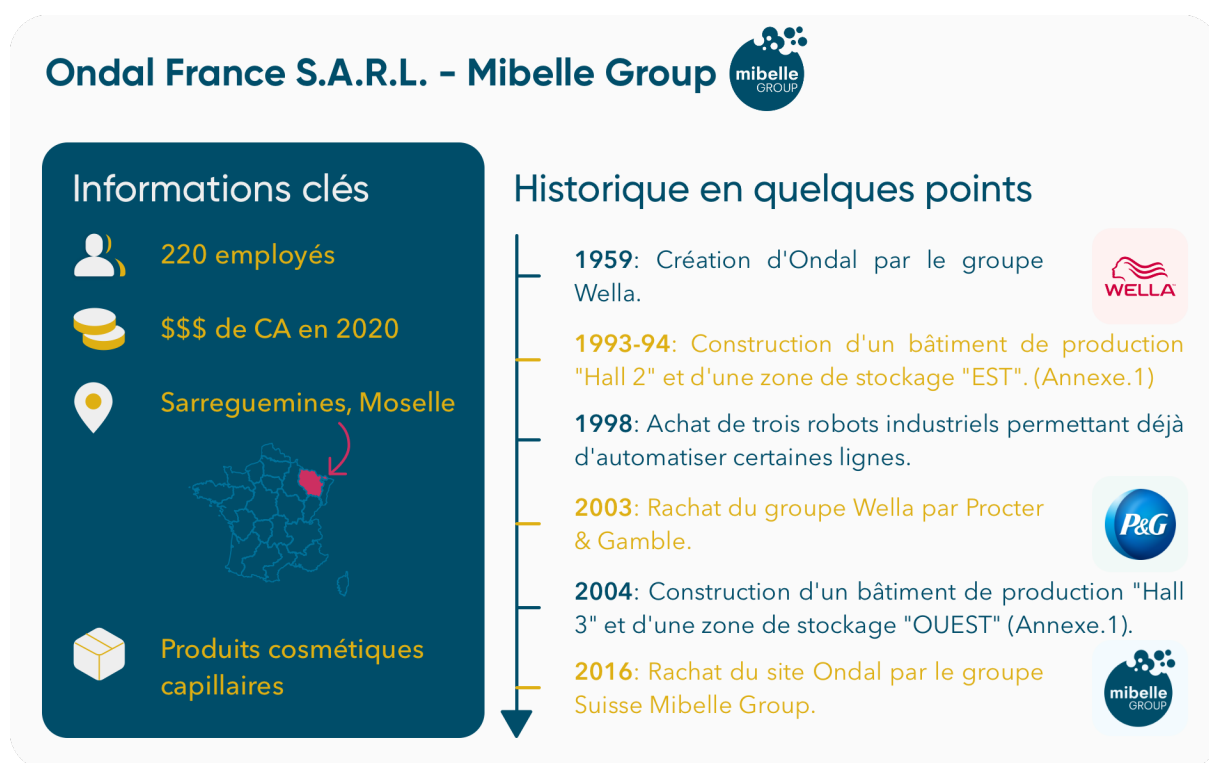 Ondal France S.A.R.L. - Mibelle Group
mibelle
GROUP
Informations clés
220 employés
$$$ de CA en 2020
Sarreguemines, Moselle
Produits cosmétiques
capillaires
Historique en quelques points
1959: Création d'Ondal par le groupe
Wella.
WELLA
1993-94: Construction d'un bâtiment de production
"Hall 2" et d'une zone de stockage "EST". (Annexe.1)
1998: Achat de trois robots industriels permettant déjà
d'automatiser certaines lignes.
2003: Rachat du groupe Wella par Procter
& Gamble.
P&G
2004: Construction d'un bâtiment de production "Hall
3" et d'une zone de stockage "OUEST" (Annexe.1).
2016: Rachat du site Ondal par le groupe
Suisse Mibelle Group.
mibelle
GROUP